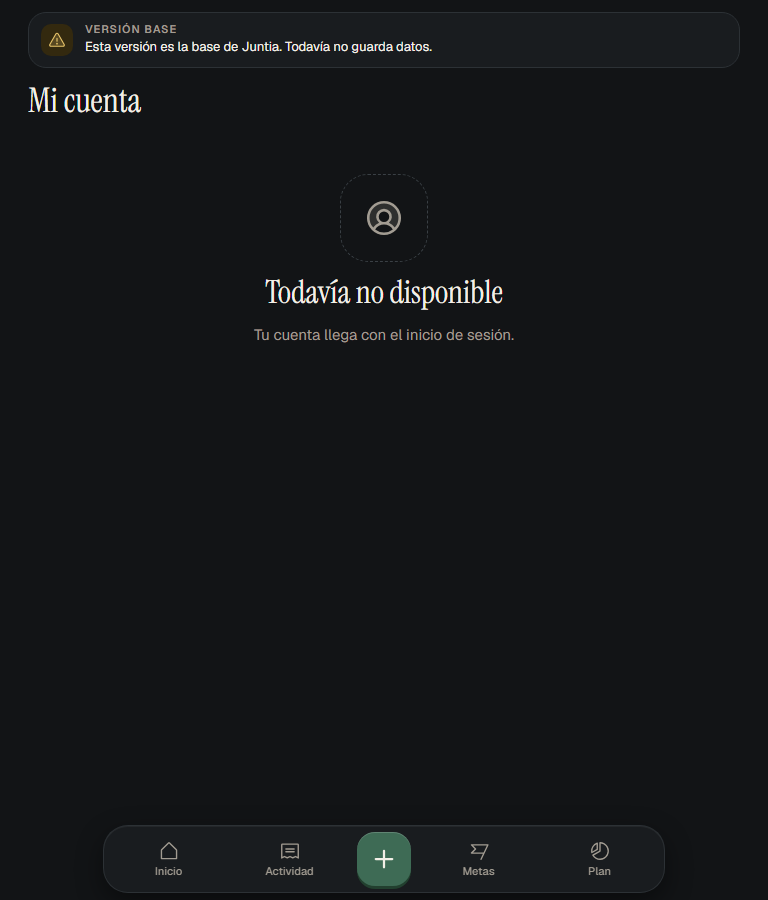 VERSIÓN BASE
Esta versión es la base de Juntia. Todavía no guarda datos.
Mi cuenta
Todavía no disponible
Tu cuenta llega con el inicio de sesión.
Inicio
Actividad
Metas
Plan